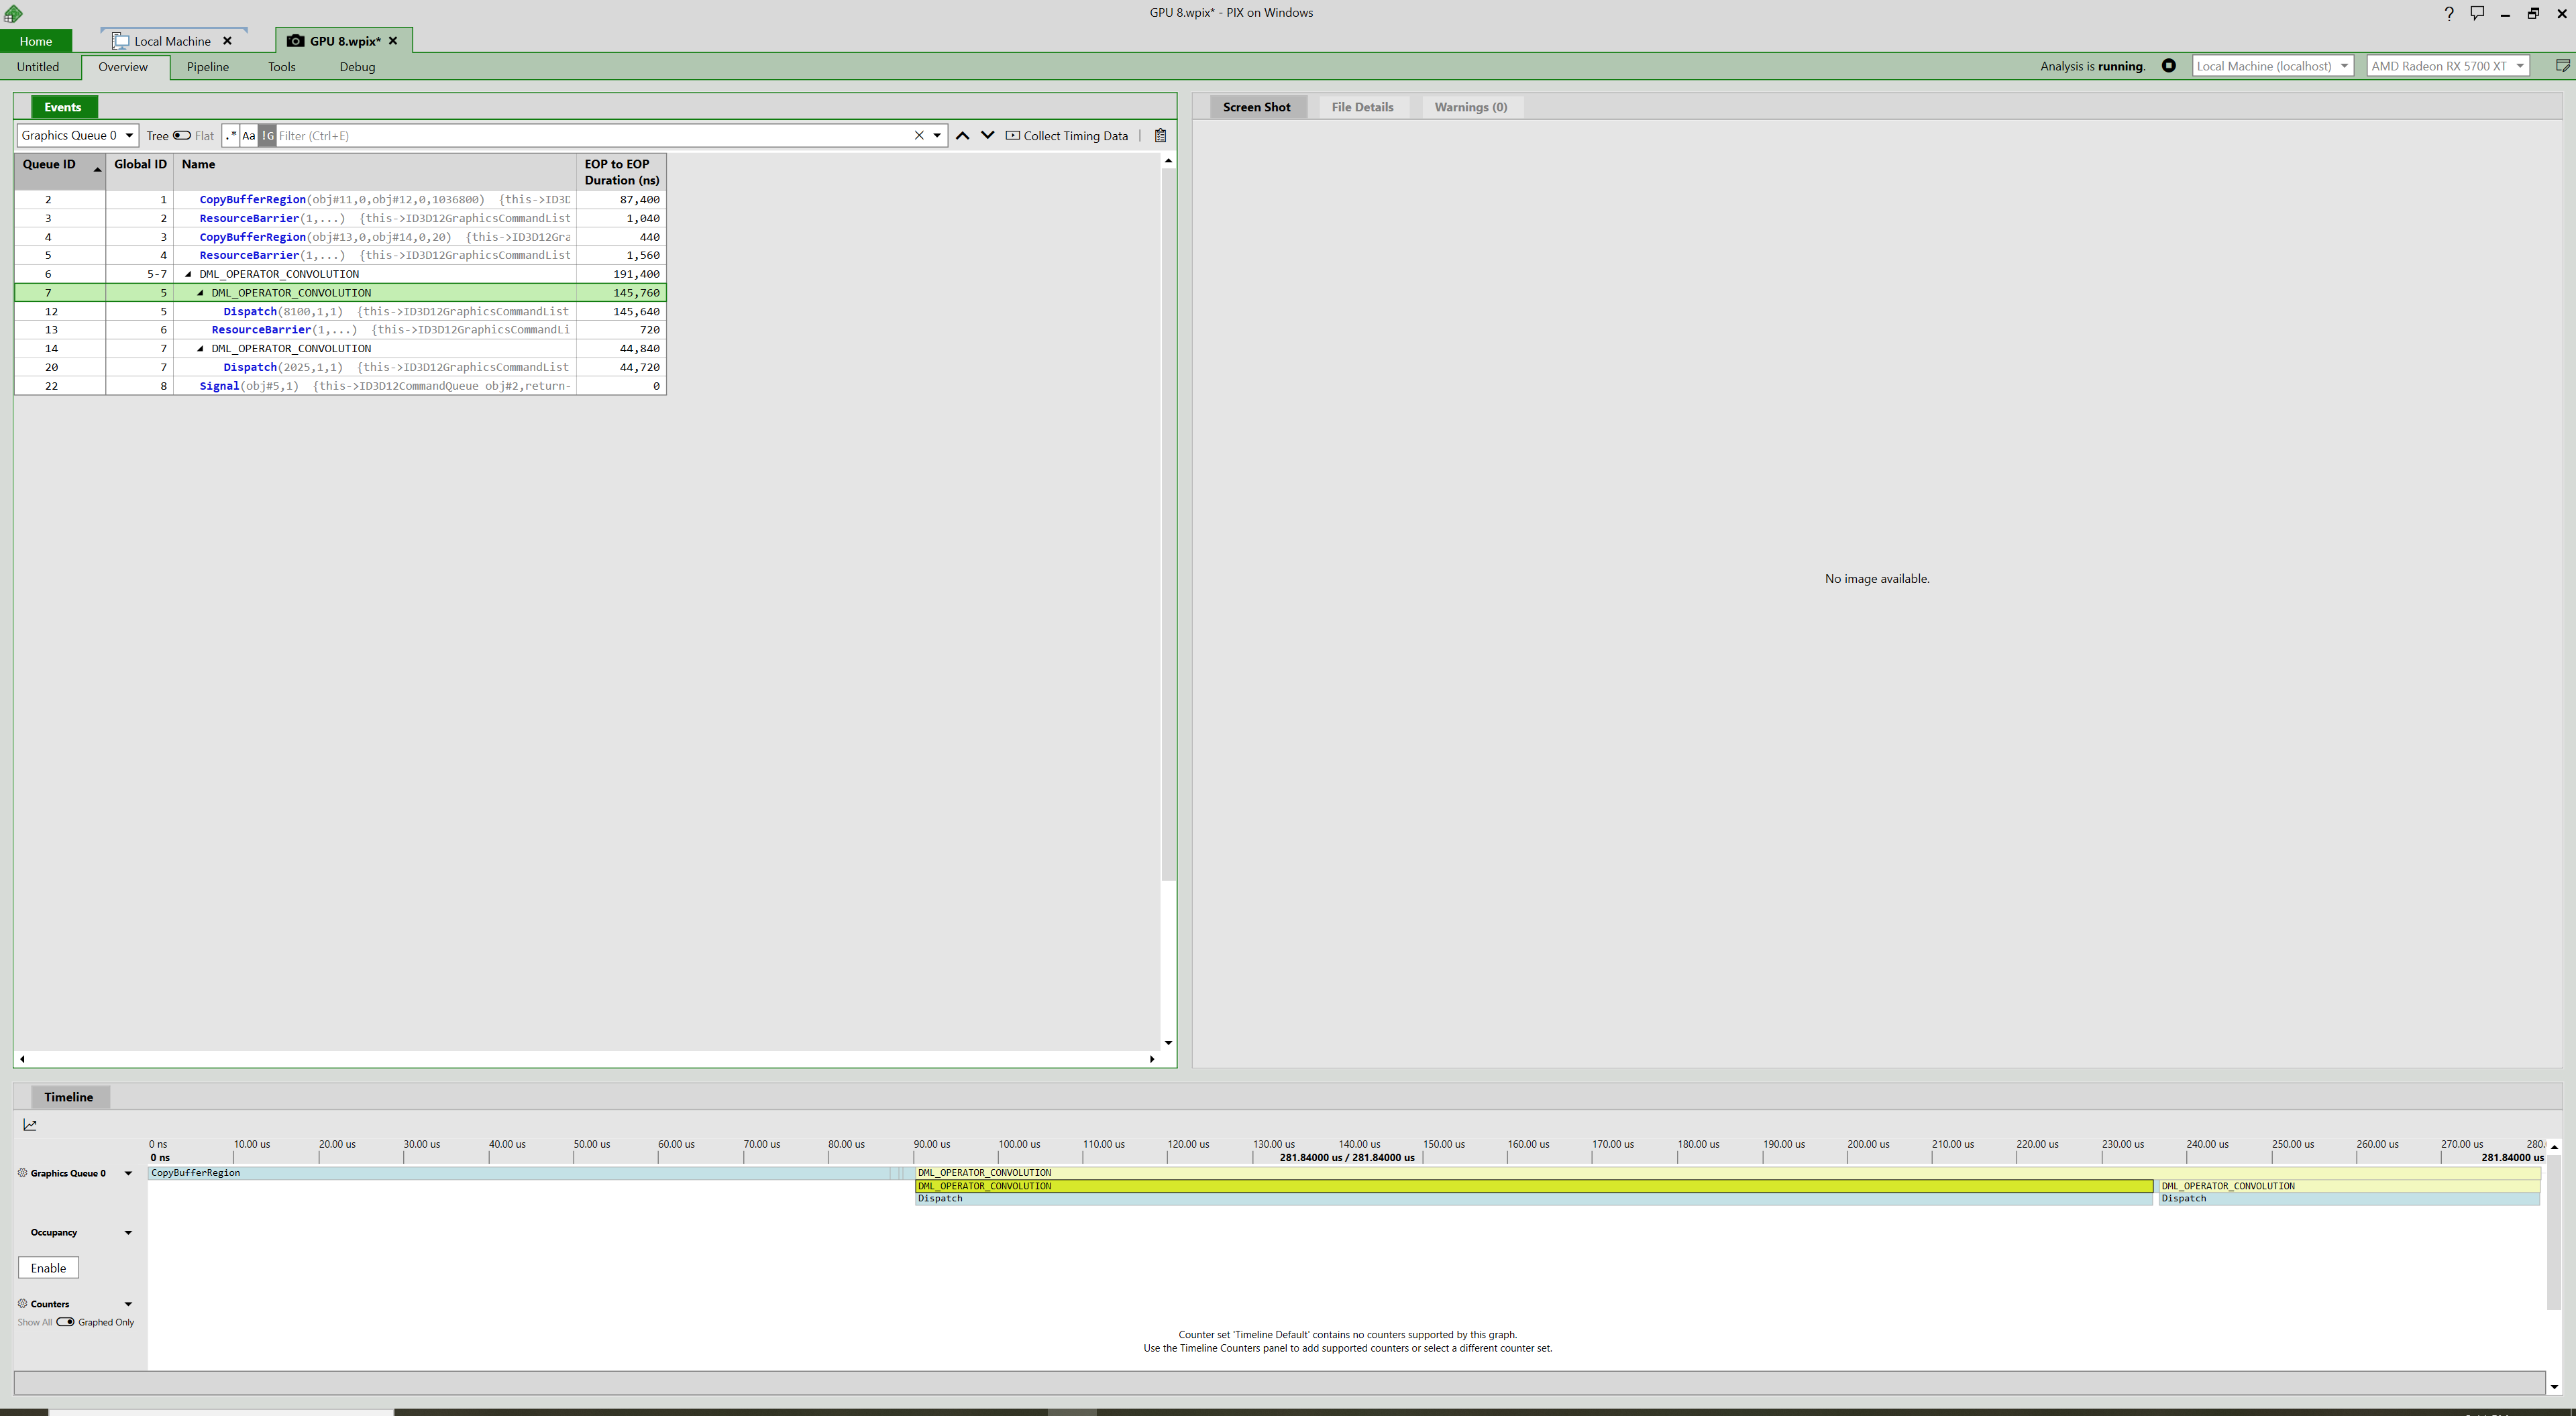 GPU 8.wpix* - PIX on Windows
Home Local Machine GPU 8.wpix*
Untitled Overview Pipeline Tools Debug Analysis is running. Local Machine (localhost) AMD Radeon RX 5700 XT
Events
Graphics Queue 0 Tree Flat .* Aa !G Filter (Ctrl+E) Collect Timing Data
Queue ID Global ID Name EOP to EOP Duration (ns)
2 1 CopyBufferRegion(obj#11,0,obj#12,0,1036800) {this->ID3D 87,400
3 2 ResourceBarrier(1,...) {this->ID3D12GraphicsCommandList 1,040
4 3 CopyBufferRegion(obj#13,0,obj#14,0,20) {this->ID3D12Gra 440
5 4 ResourceBarrier(1,...) {this->ID3D12GraphicsCommandList 1,560
6 5-7 DML_OPERATOR_CONVOLUTION 191,400
7 5 DML_OPERATOR_CONVOLUTION 145,760
12 5 Dispatch(8100,1,1) {this->ID3D12GraphicsCommandList 145,640
13 6 ResourceBarrier(1,...) {this->ID3D12GraphicsCommandLi 720
14 7 DML_OPERATOR_CONVOLUTION 44,840
20 7 Dispatch(2025,1,1) {this->ID3D12GraphicsCommandList 44,720
22 8 Signal(obj#5,1) {this->ID3D12CommandQueue obj#2,return- 0
Screen Shot File Details Warnings (0)
No image available.
Timeline
0 ns 10.00 us 20.00 us 30.00 us 40.00 us 50.00 us 60.00 us 70.00 us 80.00 us 90.00 us 100.00 us 110.00 us 120.00 us 130.00 us 140.00 us 150.00 us 160.00 us 170.00 us 180.00 us 190.00 us 200.00 us 210.00 us 220.00 us 230.00 us 240.00 us 250.00 us 260.00 us 270.00 us 280.
0 ns 281.84000 us / 281.84000 us 281.84000 us
Graphics Queue 0 CopyBufferRegion DML_OPERATOR_CONVOLUTION
DML_OPERATOR_CONVOLUTION DML_OPERATOR_CONVOLUTION
Dispatch Dispatch
Occupancy
Enable
Counters
Show All Graphed Only
Counter set 'Timeline Default' contains no counters supported by this graph.
Use the Timeline Counters panel to add supported counters or select a different counter set.